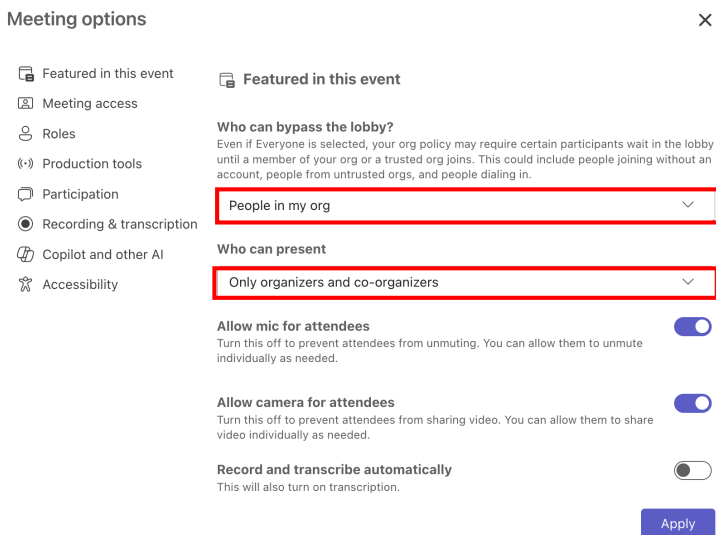 Meeting options
Featured in this event
Meeting access
Roles
Production tools
Participation
Recording & transcription
Copilot and other AI
Accessibility
Featured in this event
Who can bypass the lobby?
Even if Everyone is selected, your org policy may require certain participants wait in the lobby
until a member of your org or a trusted org joins. This could include people joining without an
account, people from untrusted orgs, and people dialing in.
People in my org
Who can present
Only organizers and co-organizers
Allow mic for attendees
Turn this off to prevent attendees from unmuting. You can allow them to unmute
individually as needed.
Allow camera for attendees
Turn this off to prevent attendees from sharing video. You can allow them to share
video individually as needed.
Record and transcribe automatically
This will also turn on transcription.
Apply